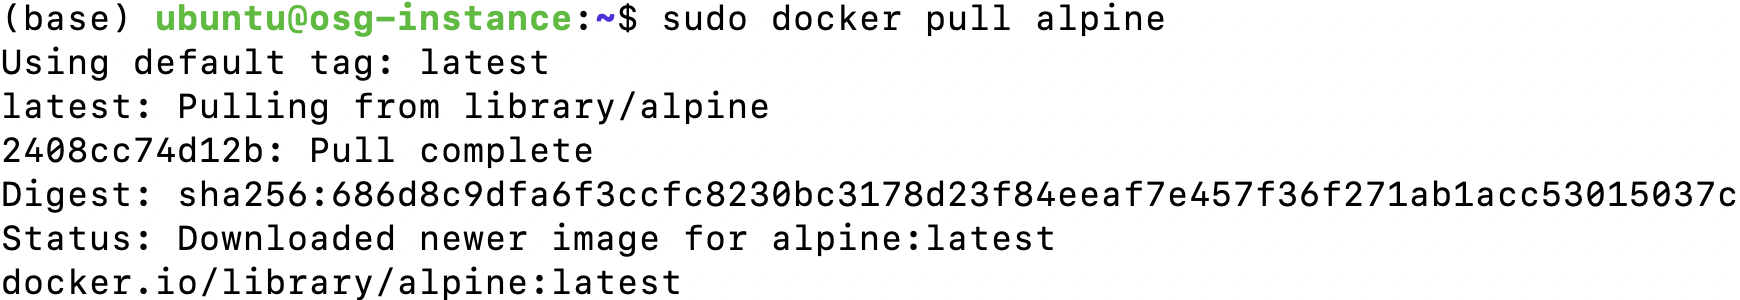 (base) ubuntu@osg-instance:~$ sudo docker pull alpine
Using default tag: latest
latest: Pulling from library/alpine
2408cc74d12b: Pull complete
Digest: sha256:686d8c9dfa6f3ccfc8230bc3178d23f84eeaf7e457f36f271ab1acc53015037c
Status: Downloaded newer image for alpine:latest
docker.io/library/alpine:latest